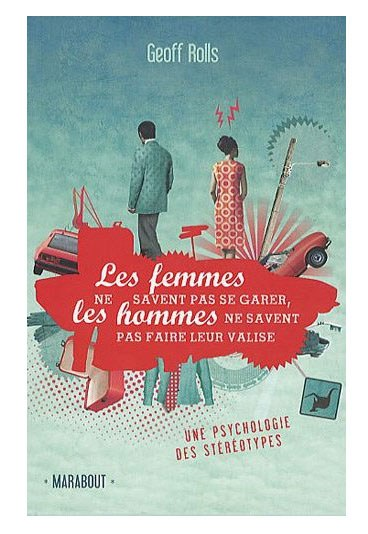 Geoff Rolls
Les femmes
NE SAVENT PAS SE GARER,
les hommes NE SAVENT
PAS FAIRE LEUR VALISE
UNE PSYCHOLOGIE
DES STÉRÉOTYPES
* MARABOUT *